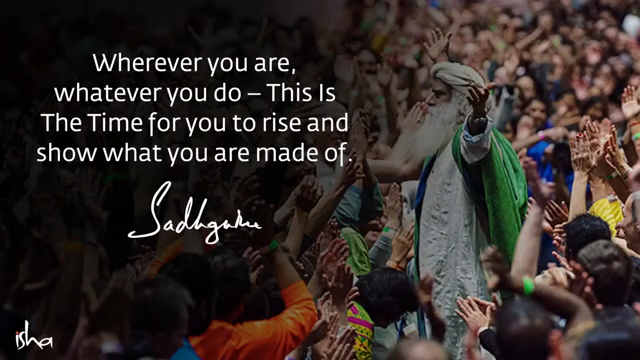 Wherever you are,
whatever you do – This Is
The Time for you to rise and
show what you are made of.
Sadhguru
isha